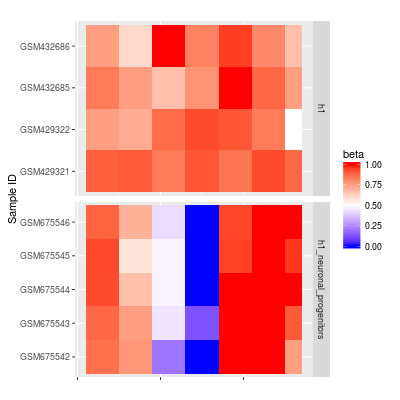 GSM432686
GSM432685
GSM429322
GSM429321
h1
GSM675546
GSM675545
GSM675544
GSM675543
GSM675542
h1_neuronal_progenitors
Sample ID
beta
1.00
0.75
0.50
0.25
0.00